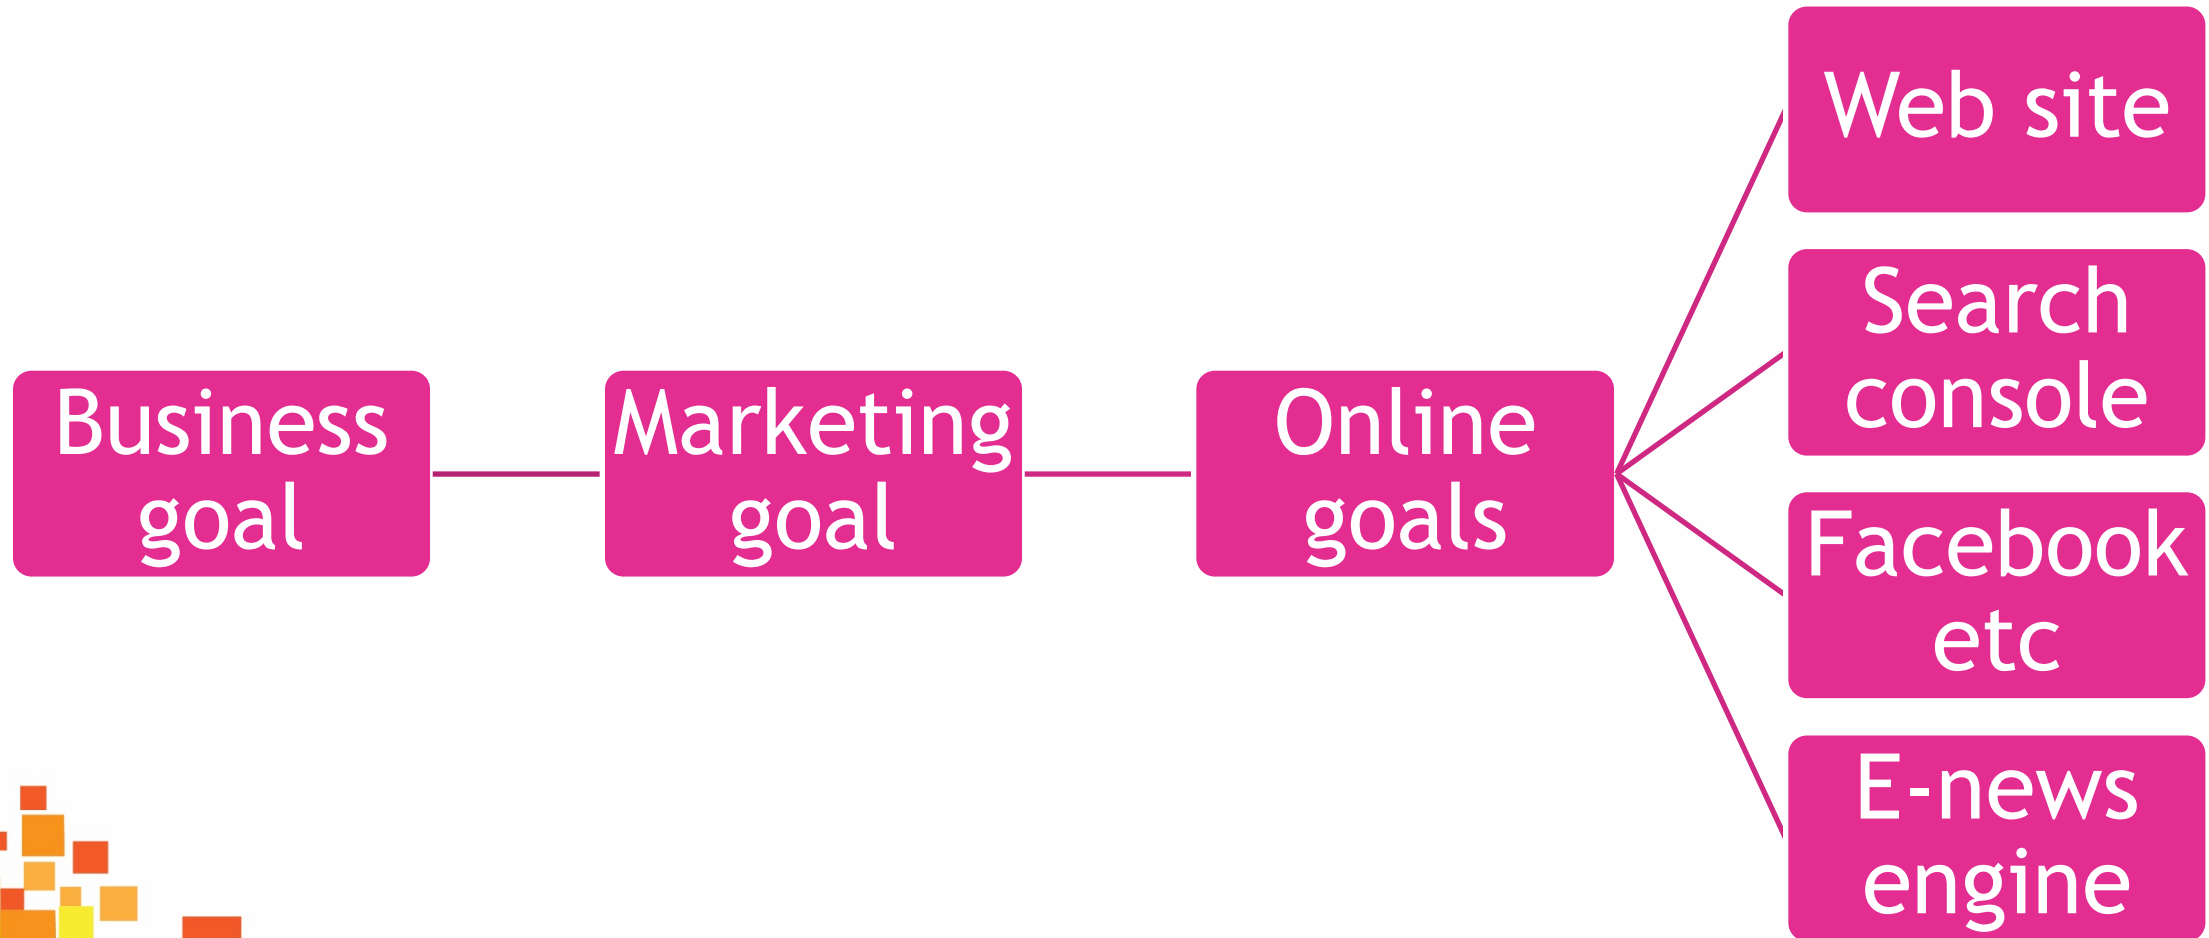 Business
goal
Marketing
goal
Online
goals
Web site
Search
console
Facebook
etc
E-news
engine